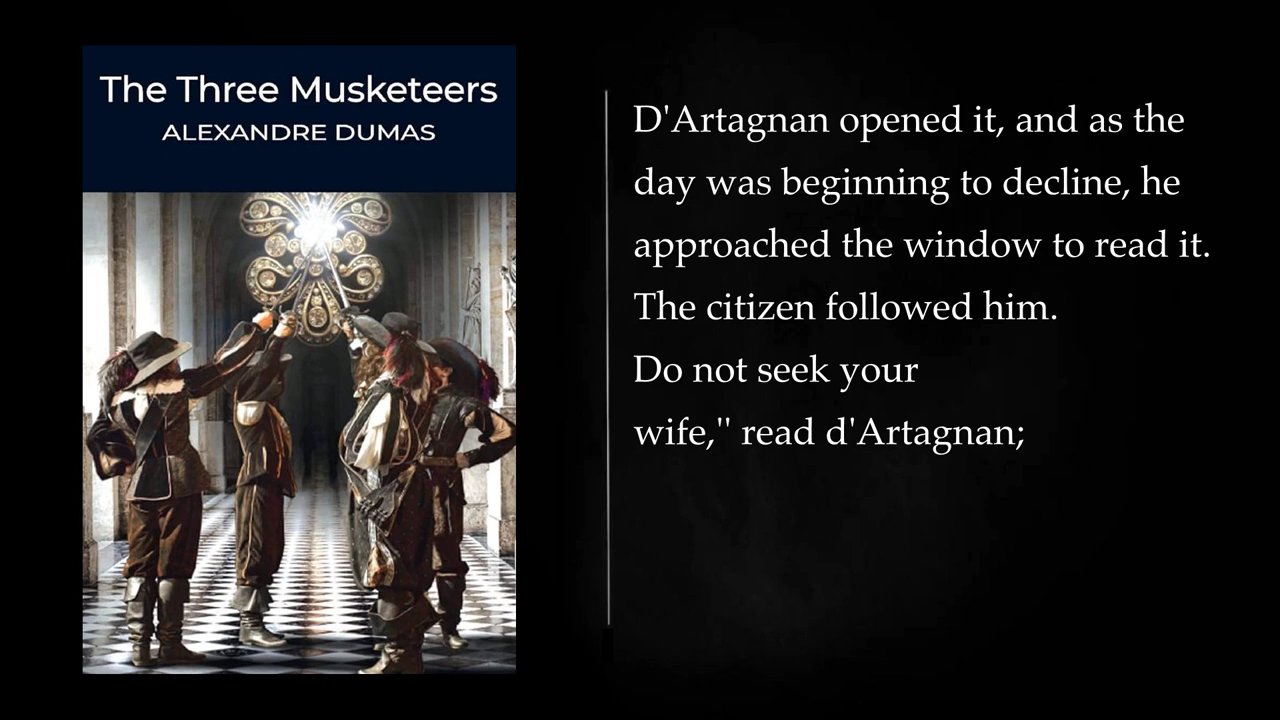 The Three Musketeers
ALEXANDRE DUMAS
D'Artagnan opened it, and as the
day was beginning to decline, he
approached the window to read it.
The citizen followed him.
Do not seek your
wife," read d'Artagnan;